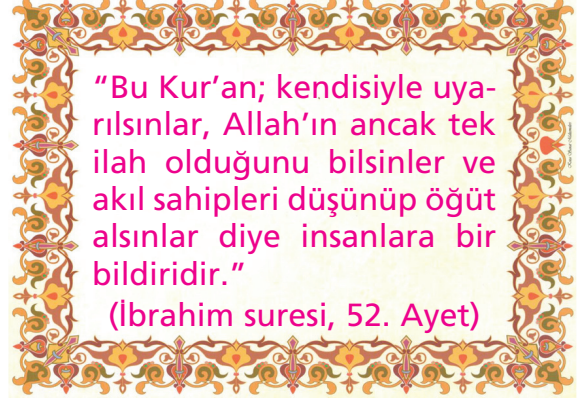 “Bu Kur’an; kendisiyle uya-
rılsınlar, Allah’ın ancak tek
ilah olduğunu bilsinler ve
akıl sahipleri düşünüp öğüt
alsınlar diye insanlara bir
bildiridir.”
(İbrahim suresi, 52. Ayet)